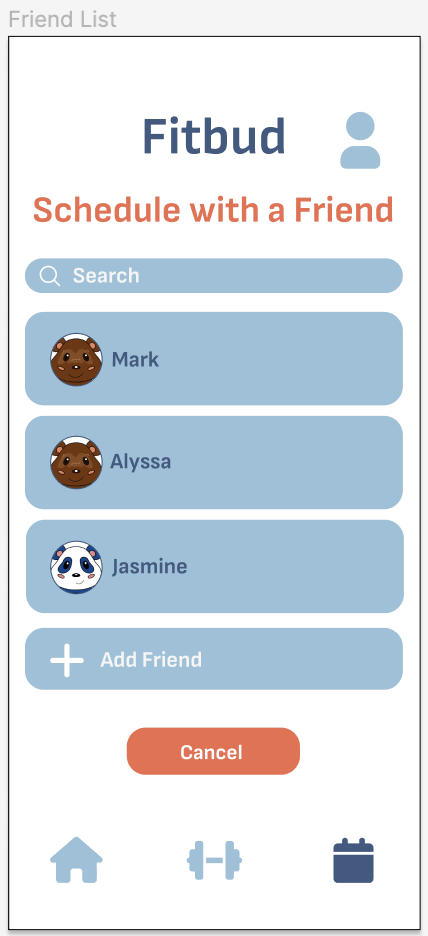 Friend List
Fitbud
Schedule with a Friend
Search
Mark
Alyssa
Jasmine
Add Friend
Cancel